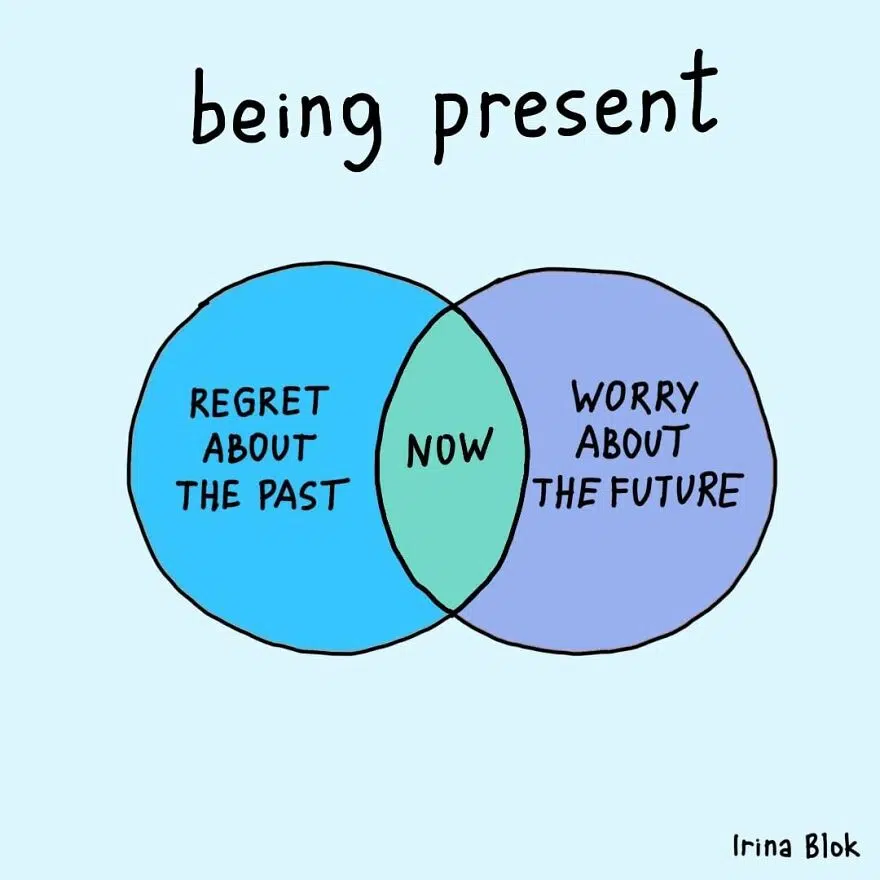 being present
REGRET
ABOUT
THE PAST
NOW
WORRY
ABOUT
THE FUTURE
Irina Blok